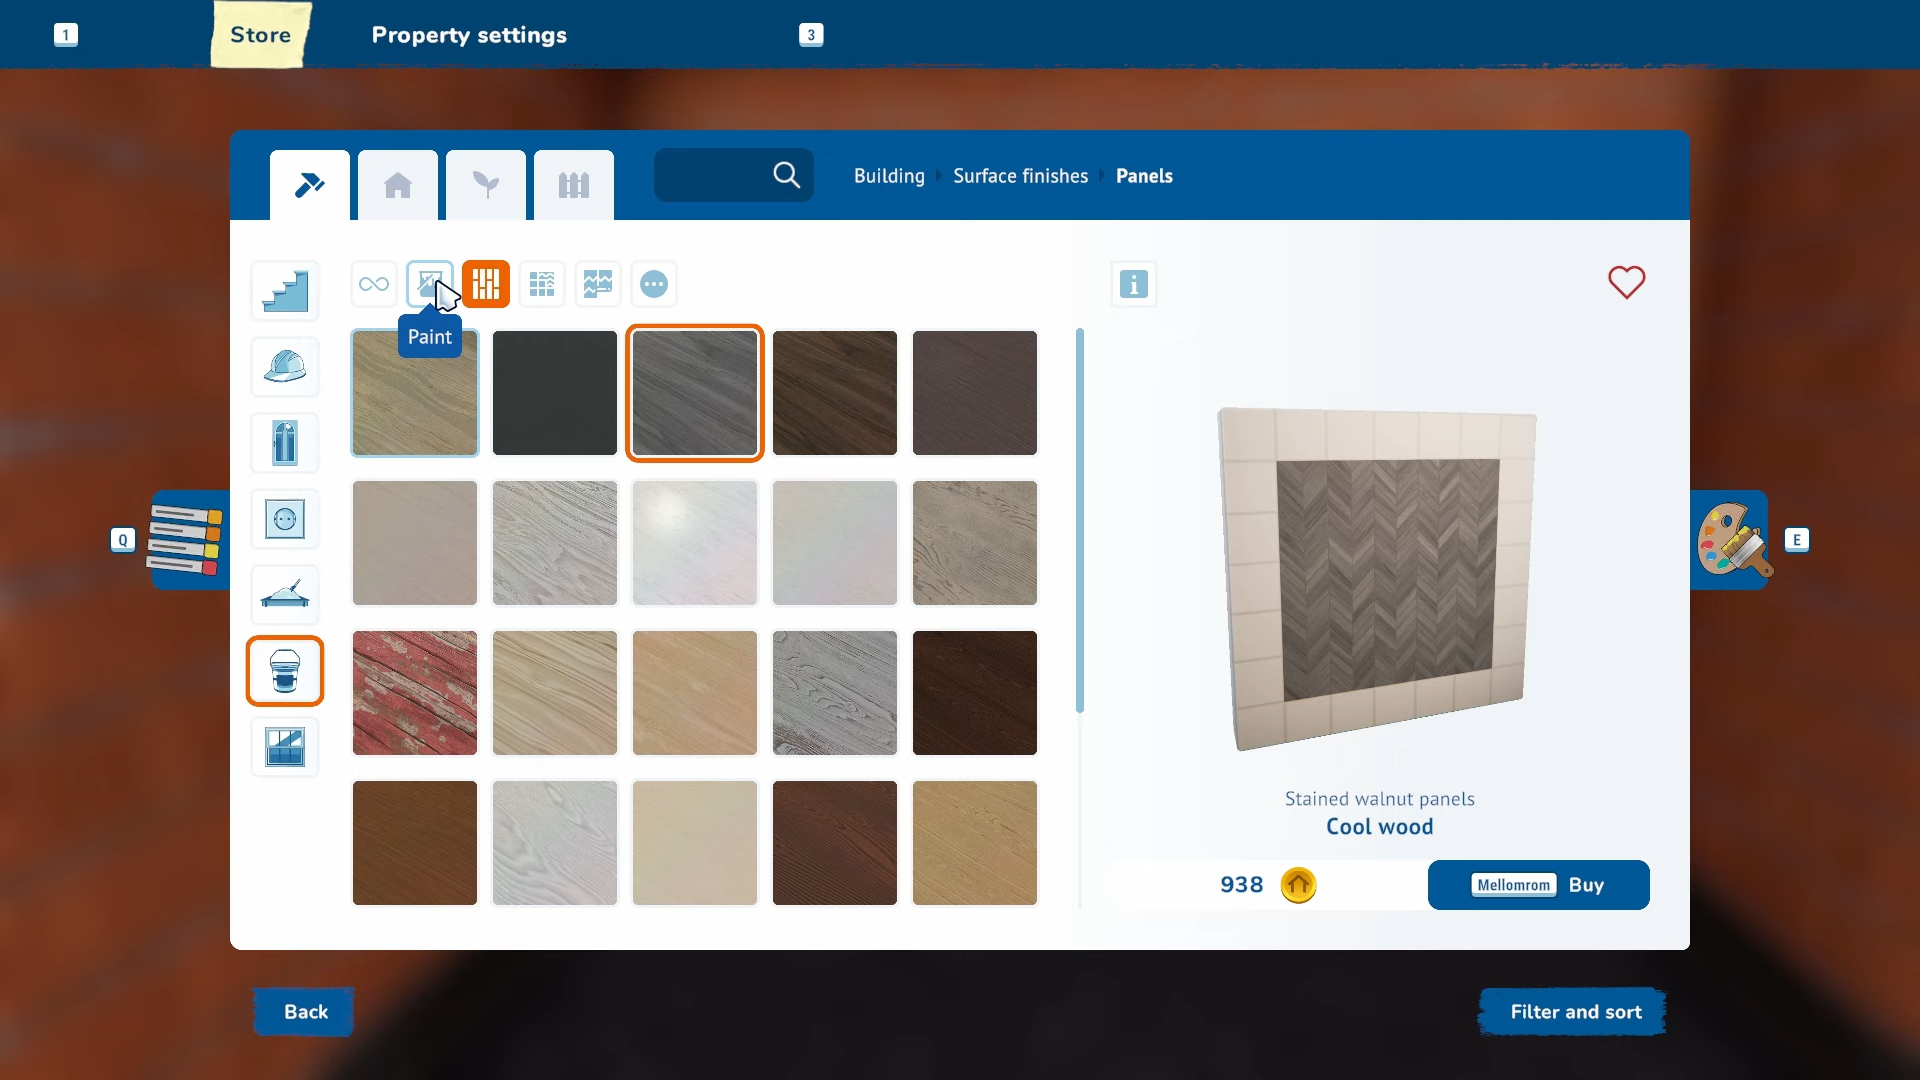 1
Store
Property settings
3
Building
Surface finishes
Panels
Paint
Q
E
Stained walnut panels
Cool wood
938
Mellomrom
Buy
Back
Filter and sort